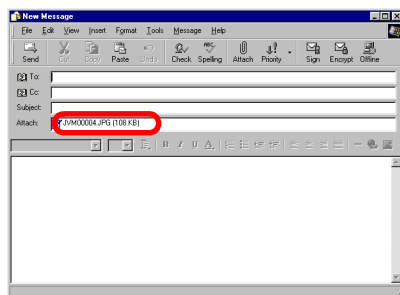 New Message
File Edit View Insert Format Tools Message Help
Send Cut Copy Paste Undo Check Spelling Attach Priority Sign Encrypt Offline
To:
Cc:
Subject:
Attach: JVM00004.JPG (108 KB)
B I U A